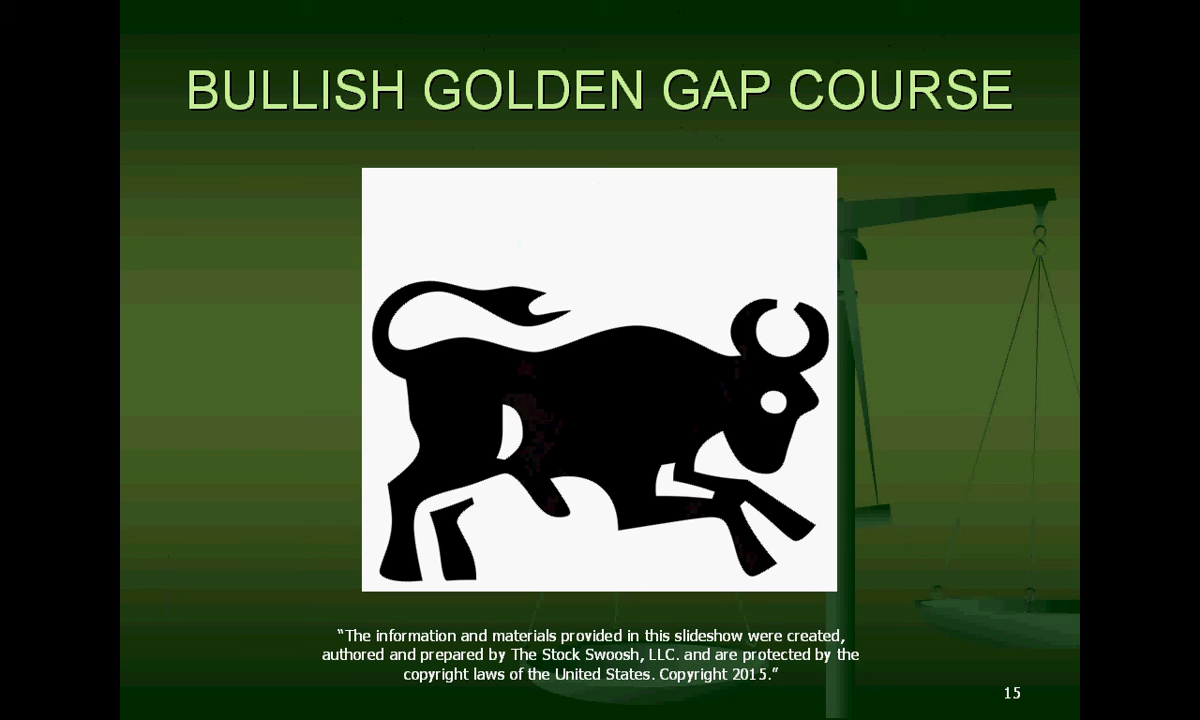 BULLISH GOLDEN GAP COURSE
“The information and materials provided in this slideshow were created,
authored and prepared by The Stock Swoosh, LLC. and are protected by the
copyright laws of the United States. Copyright 2015.”
15